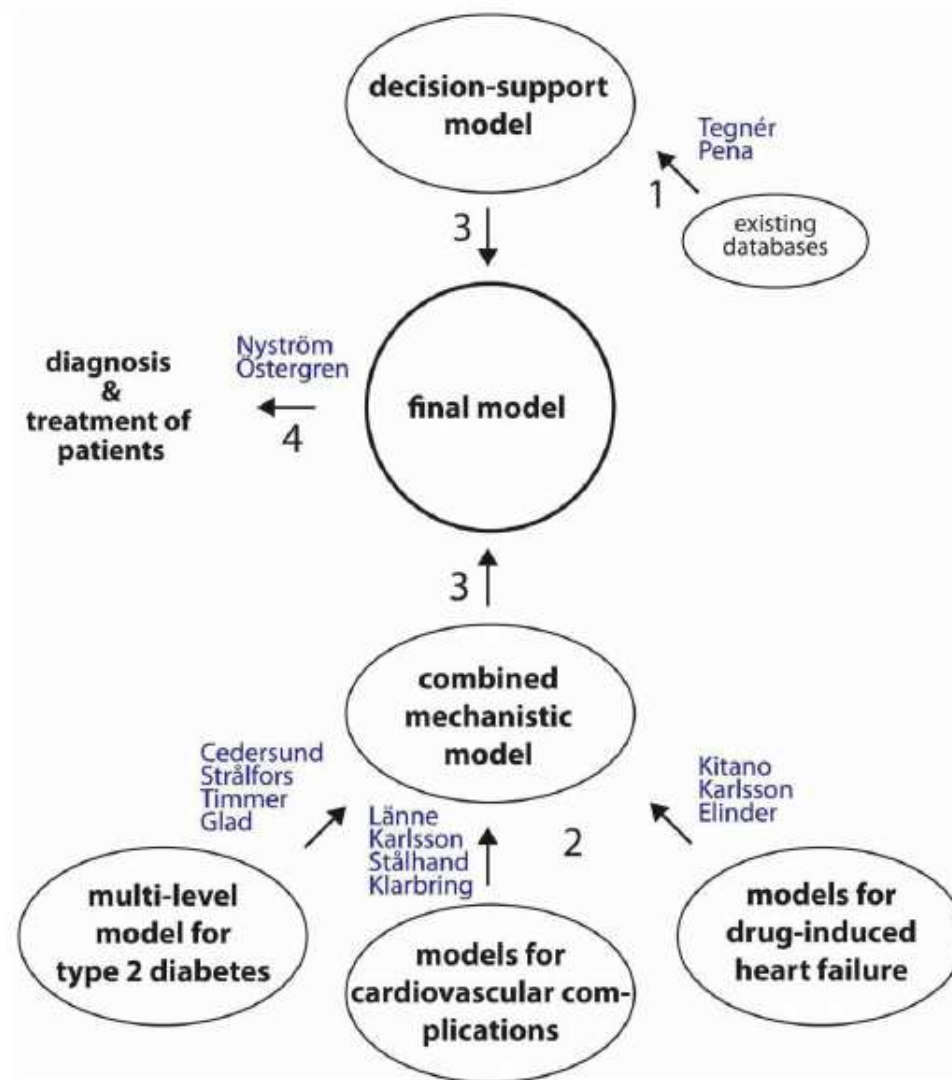 decision-support
model
Tegnér
Pena
1
existing
databases
3
Nyström
Östergren
diagnosis
&
treatment of
patients
4
final model
3
combined
mechanistic
model
Cedersund
Strålfors
Timmer
Glad
Länne
Karlsson
Stålhand
Klarbring
2
Kitano
Karlsson
Elinder
multi-level
model for
type 2 diabetes
models for
cardiovascular com-
plications
models for
drug-induced
heart failure